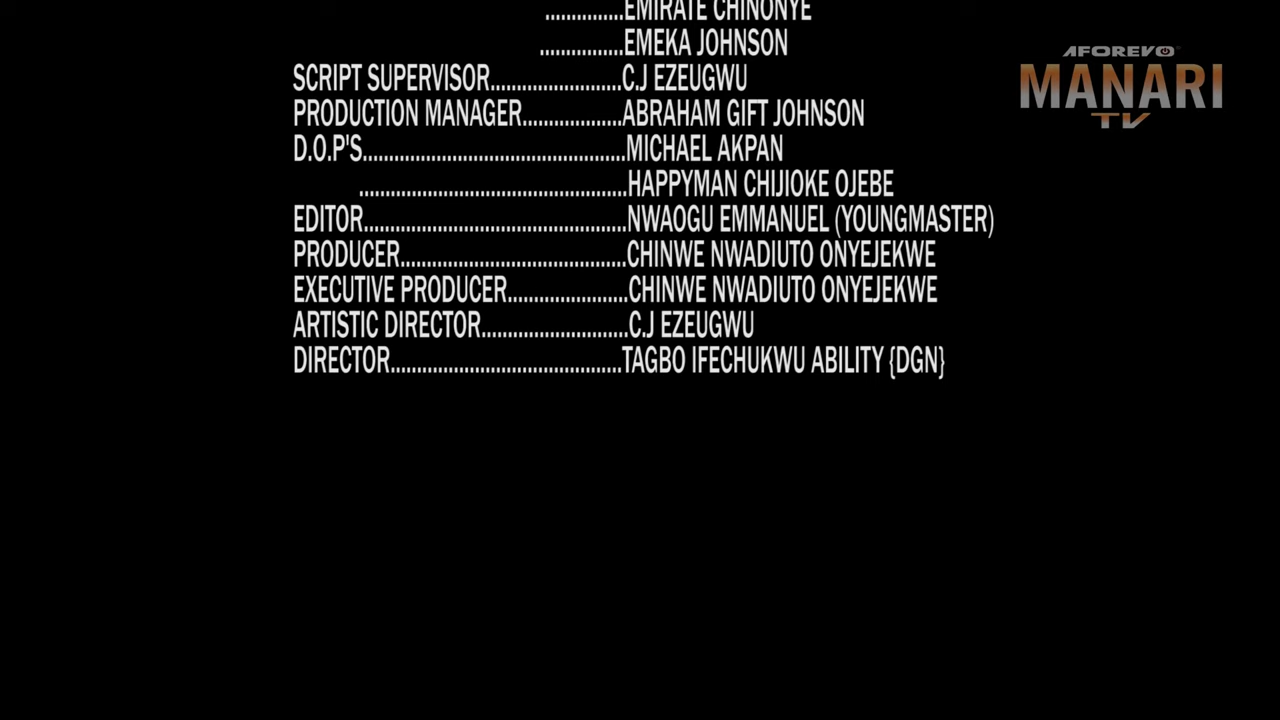 ..............EMIRATE CHINONYE
................EMEKA JOHNSON
SCRIPT SUPERVISOR.........................C.J EZEUGWU
PRODUCTION MANAGER...................ABRAHAM GIFT JOHNSON
D.O.P'S..................................................MICHAEL AKPAN
...................................................HAPPYMAN CHIJIOKE OJEBE
EDITOR..................................................NWAOGU EMMANUEL (YOUNGMASTER)
PRODUCER...........................................CHINWE NWADIUTO ONYEJEKWE
EXECUTIVE PRODUCER.......................CHINWE NWADIUTO ONYEJEKWE
ARTISTIC DIRECTOR............................C.J EZEUGWU
DIRECTOR............................................TAGBO IFECHUKWU ABILITY {DGN}
AFOREVO
MANARI
TV